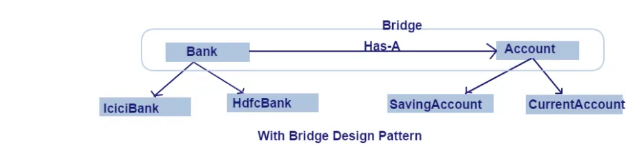 Bridge
Bank
Has-A
Account
IciciBank
HdfcBank
SavingAccount
CurrentAccount
With Bridge Design Pattern